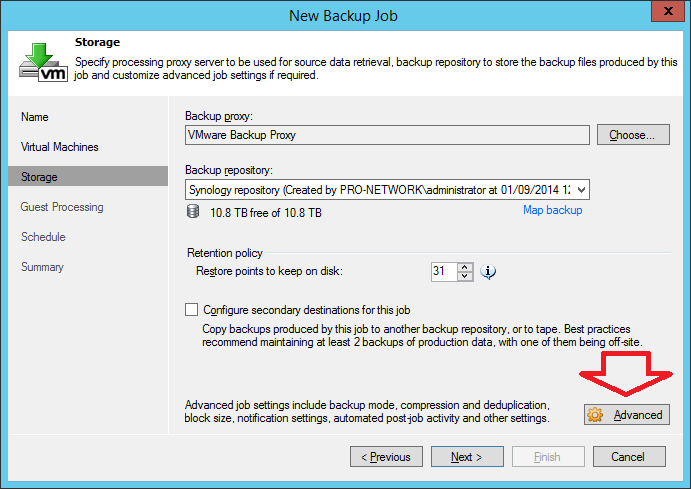 New Backup Job
x
Storage
Specify processing proxy server to be used for source data retrieval, backup repository to store the backup files produced by this
job and customize advanced job settings if required.
vm
Name
Virtual Machines
Storage
Guest Processing
Schedule
Summary
Backup proxy:
VMware Backup Proxy
Choose...
Backup repository:
Synology repository (Created by PRO-NETWORK\administrator at 01/09/2014 12
10.8 TB free of 10.8 TB
Map backup
Retention policy
Restore points to keep on disk:
31
i
Configure secondary destinations for this job
Copy backups produced by this job to another backup repository, or to tape. Best practices
recommend maintaining at least 2 backups of production data, with one of them being off-site.
Advanced job settings include backup mode, compression and deduplication,
block size, notification settings, automated post-job activity and other settings.
Advanced
< Previous
Next >
Finish
Cancel